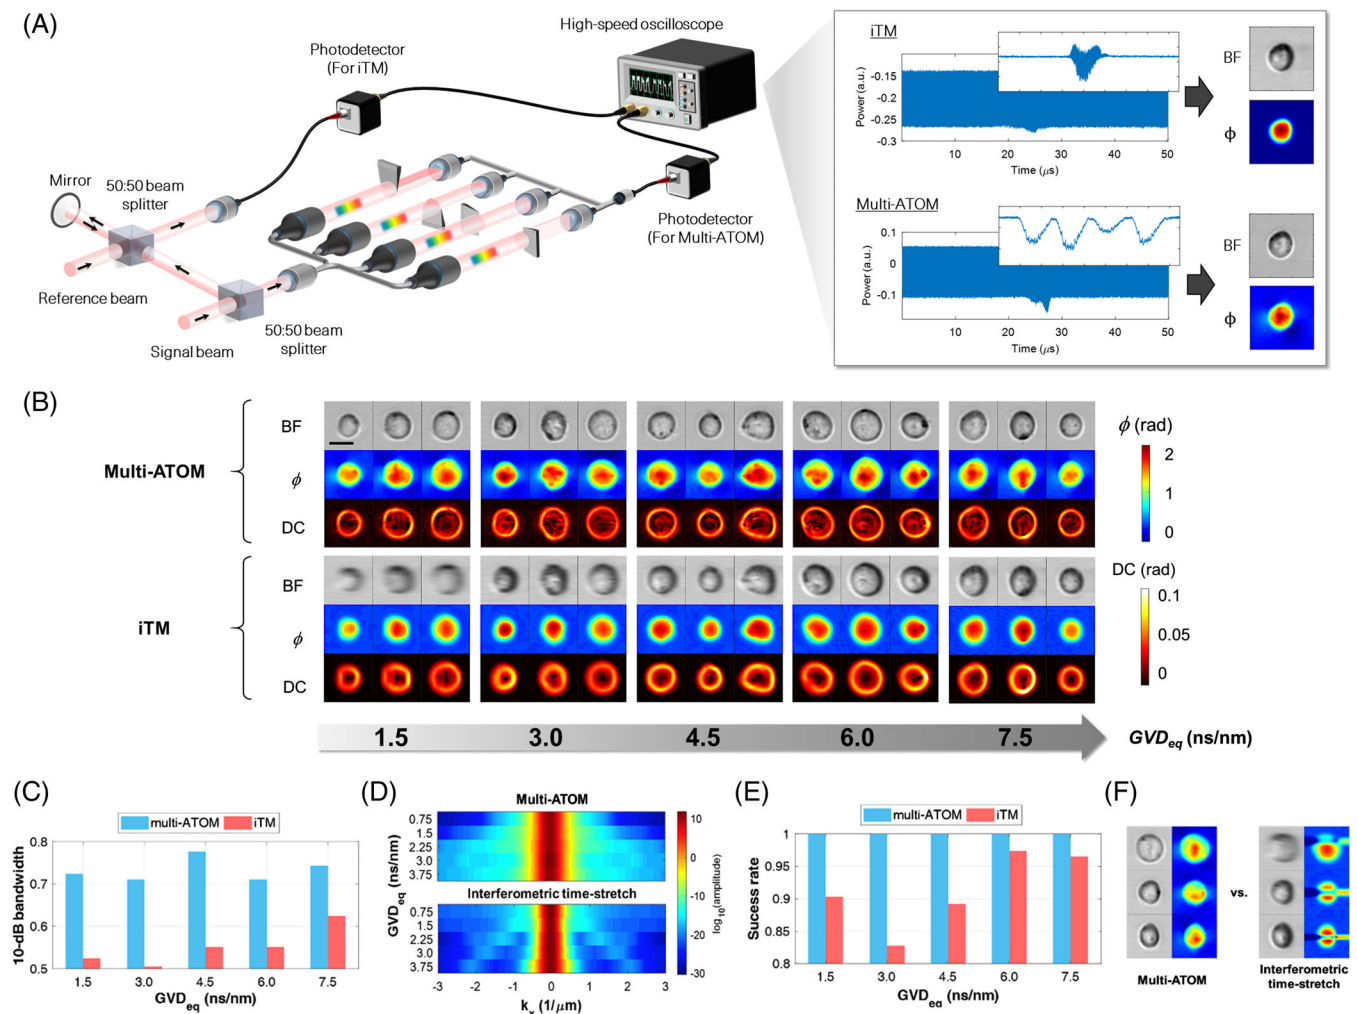 (A)
High-speed oscilloscope
Photodetector
(For iTM)
Mirror
50:50 beam
splitter
Reference beam
Signal beam
50:50 beam
splitter
Photodetector
(For Multi-ATOM)
iTM
Power (a.u.)
-0.15
-0.2
-0.25
-0.3
10 20 30 40 50
Time (μs)
BF
ϕ
Multi-ATOM
Power (a.u.)
0.1
0
-0.1
10 20 30 40 50
Time (μs)
BF
ϕ
(B)
Multi-ATOM
BF
ϕ
DC
iTM
BF
ϕ
DC
ϕ (rad)
2
1
0
DC (rad)
0.1
0.05
0
1.5 3.0 4.5 6.0 7.5
GVDeq (ns/nm)
(C)
multi-ATOM iTM
10-dB bandwidth
0.8
0.7
0.6
0.5
1.5 3.0 4.5 6.0 7.5
GVDeq (ns/nm)
(D)
Multi-ATOM
GVDeq (ns/nm)
0.75
1.5
2.25
3.0
3.75
Interferometric time-stretch
0.75
1.5
2.25
3.0
3.75
-3 -2 -1 0 1 2 3
kx (1/μm)
10
0
-10
-20
-30
log10(amplitude)
(E)
multi-ATOM iTM
Sucess rate
1
0.95
0.9
0.85
0.8
1.5 3.0 4.5 6.0 7.5
GVDeq (ns/nm)
(F)
vs.
Multi-ATOM
Interferometric
time-stretch